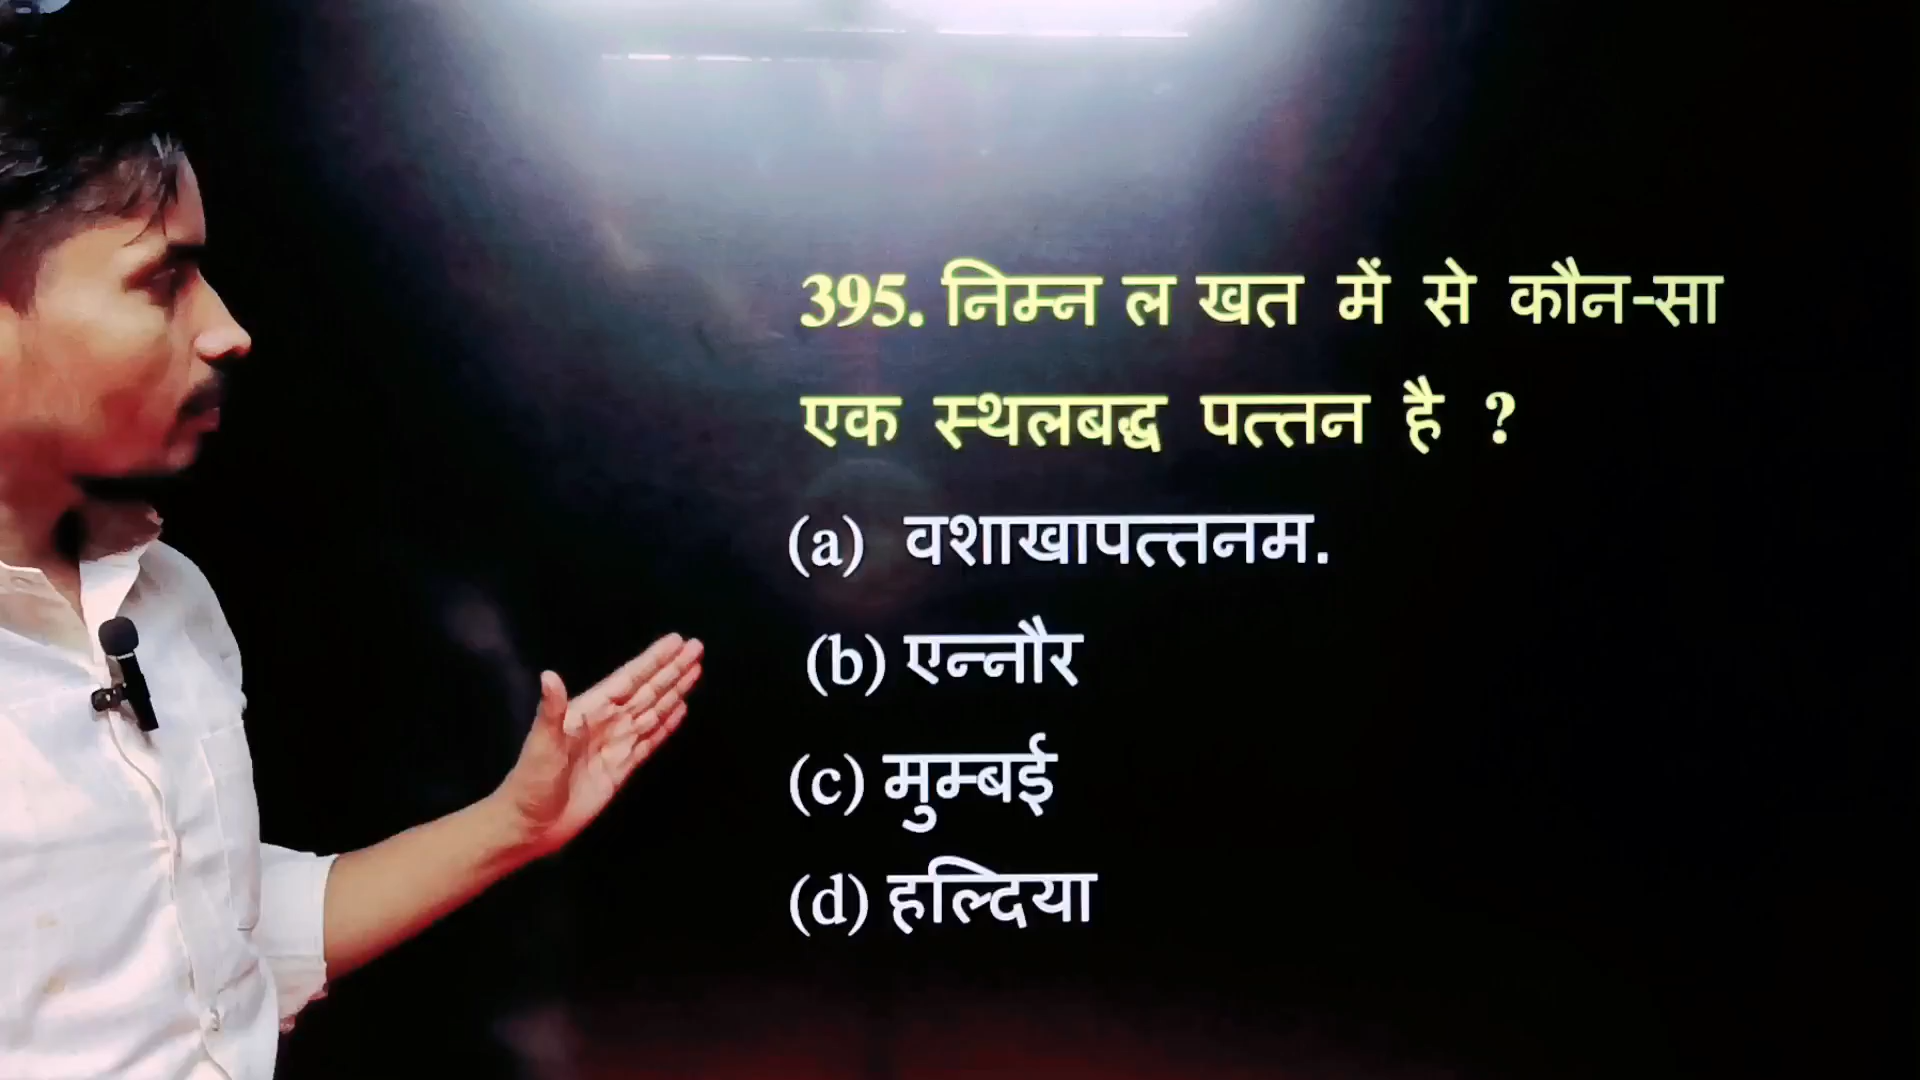 395. निम्न ल खत में से कौन-सा
एक स्थलबद्ध पत्तन है ?
(a) वशाखापत्तनम.
(b) एन्नौर
(c) मुम्बई
(d) हल्दिया